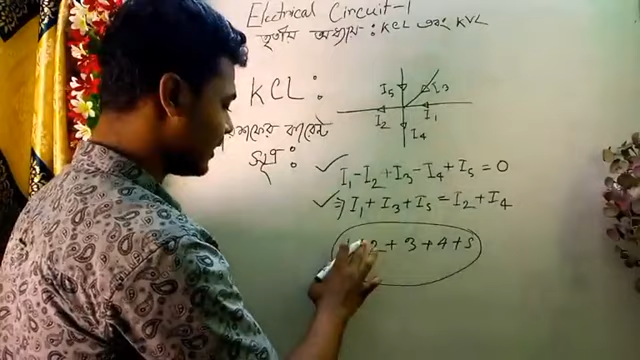 Electrical Circuit-1
তৃতীয় অধ্যায় : KCL এবং KVL
KCL :
I5 I3
I2 I1
I4
কারেন্ট
সূত্র :
I1 - I2 + I3 - I4 + I5 = 0
⇒ I1 + I3 + I5 = I2 + I4
2 + 3 + 4 + 5